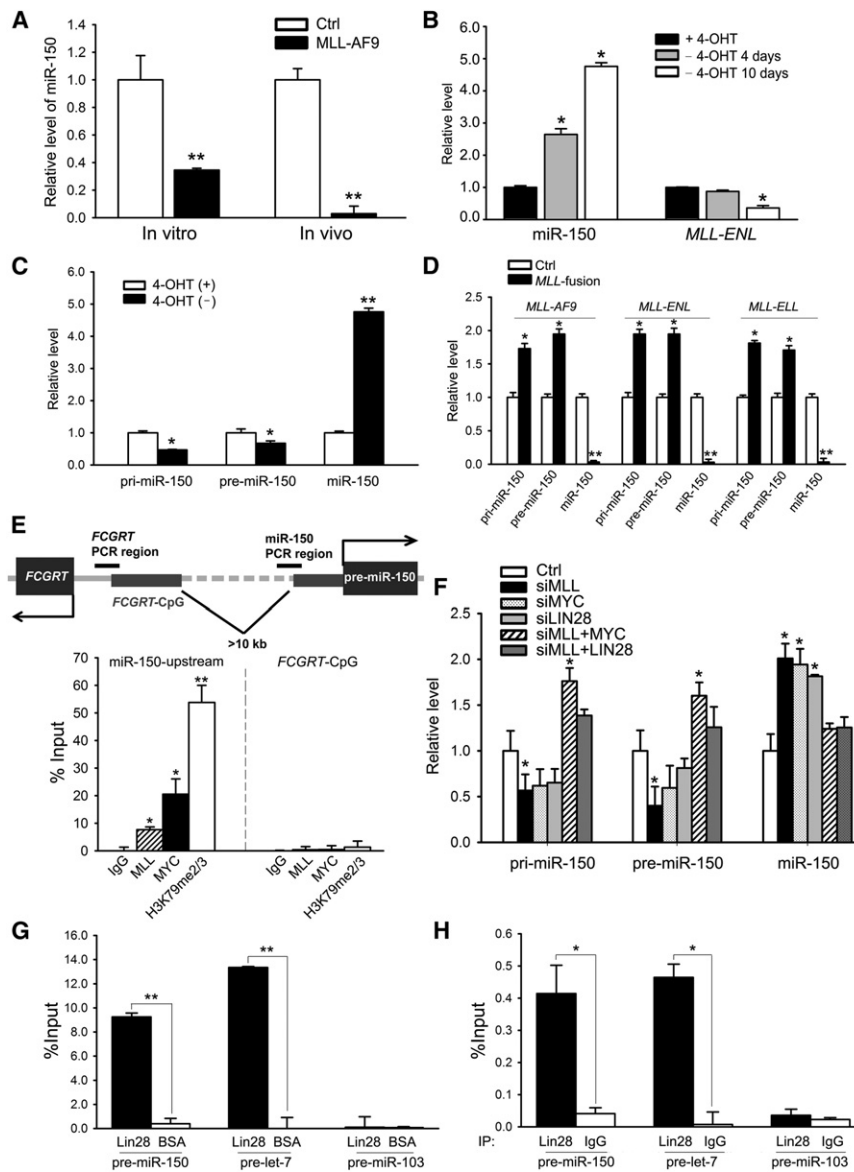 A
Relative level of miR-150
1.4
1.2
1.0
0.8
0.6
0.4
0.2
0.0
Ctrl
MLL-AF9
**
**
In vitro
In vivo
B
Relative level
6.0
5.0
4.0
3.0
2.0
1.0
0.0
+ 4-OHT
− 4-OHT 4 days
− 4-OHT 10 days
*
*
*
miR-150
MLL-ENL
C
Relative level
6.0
5.0
4.0
3.0
2.0
1.0
0.0
4-OHT (+)
4-OHT (−)
*
*
**
pri-miR-150
pre-miR-150
miR-150
D
Relative level
2.5
2.0
1.5
1.0
0.5
0.0
Ctrl
MLL-fusion
MLL-AF9
MLL-ENL
MLL-ELL
*
*
**
*
*
**
*
*
**
pri-miR-150
pre-miR-150
miR-150
pri-miR-150
pre-miR-150
miR-150
pri-miR-150
pre-miR-150
miR-150
E
FCGRT
PCR region
miR-150
PCR region
FCGRT
pre-miR-150
FCGRT-CpG
>10 kb
miR-150-upstream
FCGRT-CpG
% Input
70
60
50
40
30
20
10
0
*
*
**
IgG
MLL
MYC
H3K79me2/3
IgG
MLL
MYC
H3K79me2/3
F
Ctrl
siMLL
siMYC
siLIN28
siMLL+MYC
siMLL+LIN28
Relative level
2.5
2.0
1.5
1.0
0.5
0.0
*
*
*
*
*
*
*
pri-miR-150
pre-miR-150
miR-150
G
%Input
16.0
14.0
12.0
10.0
8.0
6.0
4.0
2.0
0.0
**
**
Lin28 BSA
Lin28 BSA
Lin28 BSA
pre-miR-150
pre-let-7
pre-miR-103
H
%Input
0.6
0.5
0.4
0.3
0.2
0.1
0.0
*
*
IP:
Lin28 IgG
Lin28 IgG
Lin28 IgG
pre-miR-150
pre-let-7
pre-miR-103